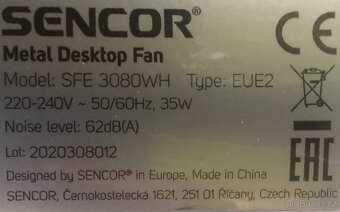 SENCOR®
Metal Desktop Fan
Model: SFE 3080WH Type: EUE2
220-240V ~ 50/60Hz, 35W
Noise level: 62dB(A)
Lot: 2020308012
Designed by SENCOR® in Europe, Made in China
SENCOR, Černokostelecká 1621, 251 01 Říčany, Czech Republic
CE
EAC